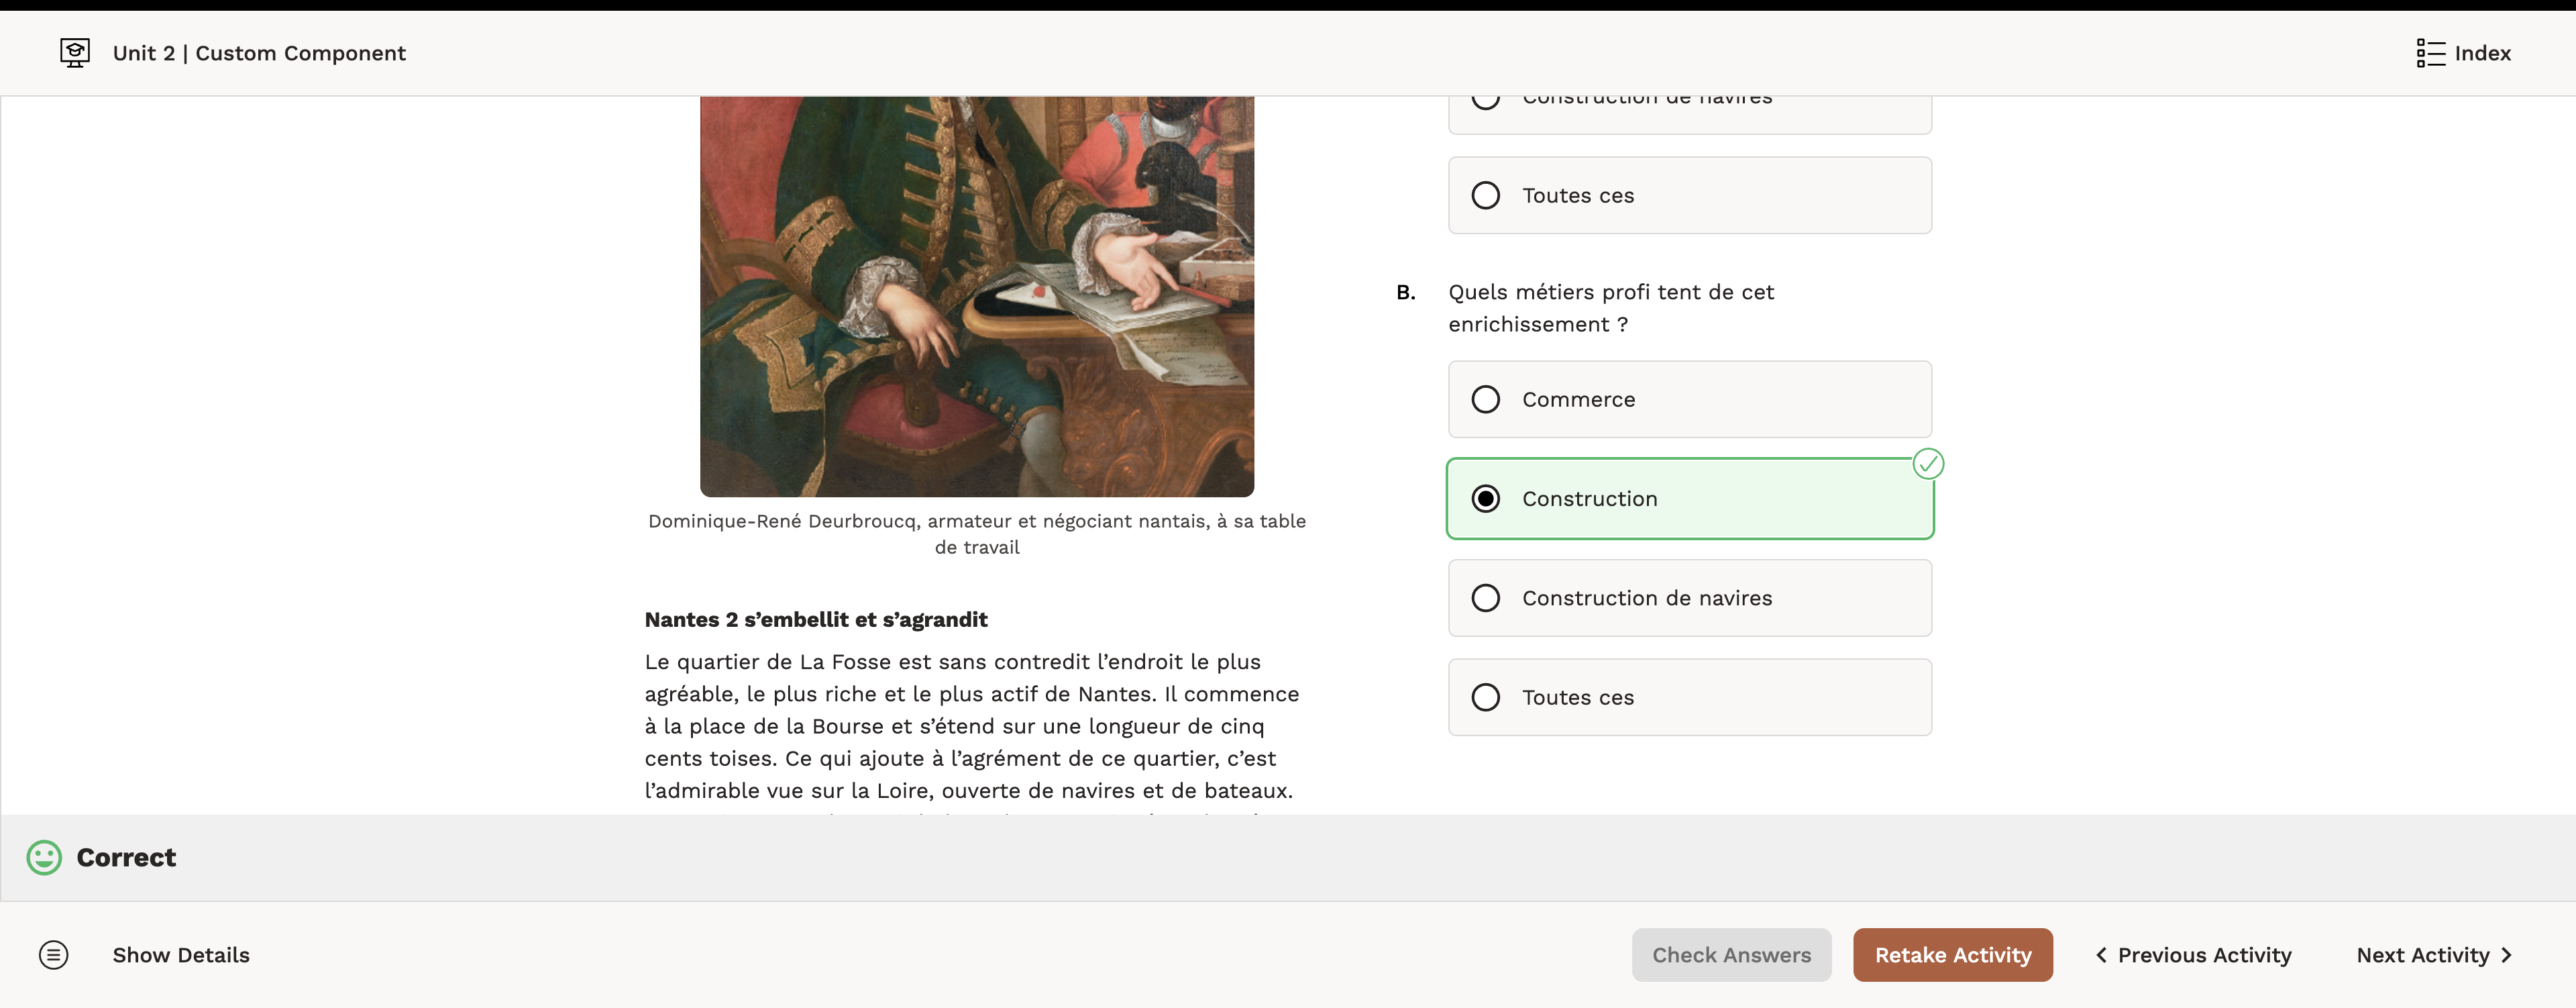 Unit 2 | Custom Component
Index
Construction de navires
Toutes ces
B. Quels métiers profi tent de cet
enrichissement ?
Commerce
Construction
Construction de navires
Toutes ces
Dominique-René Deurbroucq, armateur et négociant nantais, à sa table
de travail
Nantes 2 s’embellit et s’agrandit
Le quartier de La Fosse est sans contredit l’endroit le plus
agréable, le plus riche et le plus actif de Nantes. Il commence
à la place de la Bourse et s’étend sur une longueur de cinq
cents toises. Ce qui ajoute à l’agrément de ce quartier, c’est
l’admirable vue sur la Loire, ouverte de navires et de bateaux.
Correct
Show Details
Check Answers
Retake Activity
Previous Activity
Next Activity